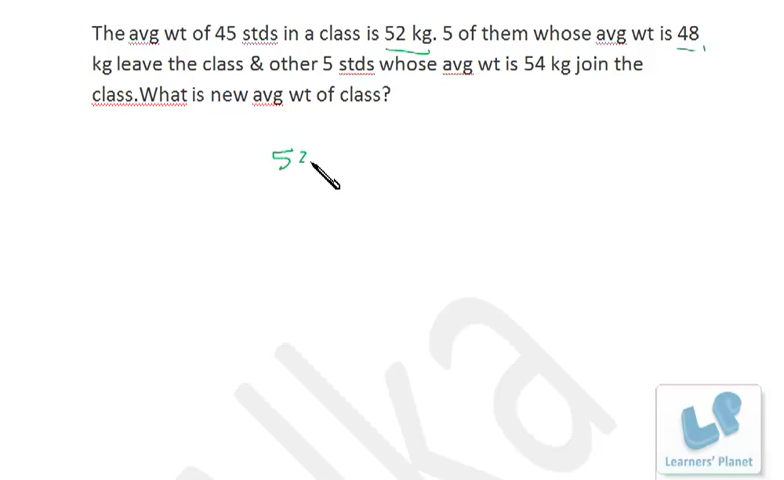 The avg wt of 45 stds in a class is 52 kg. 5 of them whose avg wt is 48
kg leave the class & other 5 stds whose avg wt is 54 kg join the
class.What is new avg wt of class?
52
LP
Learners' Planet